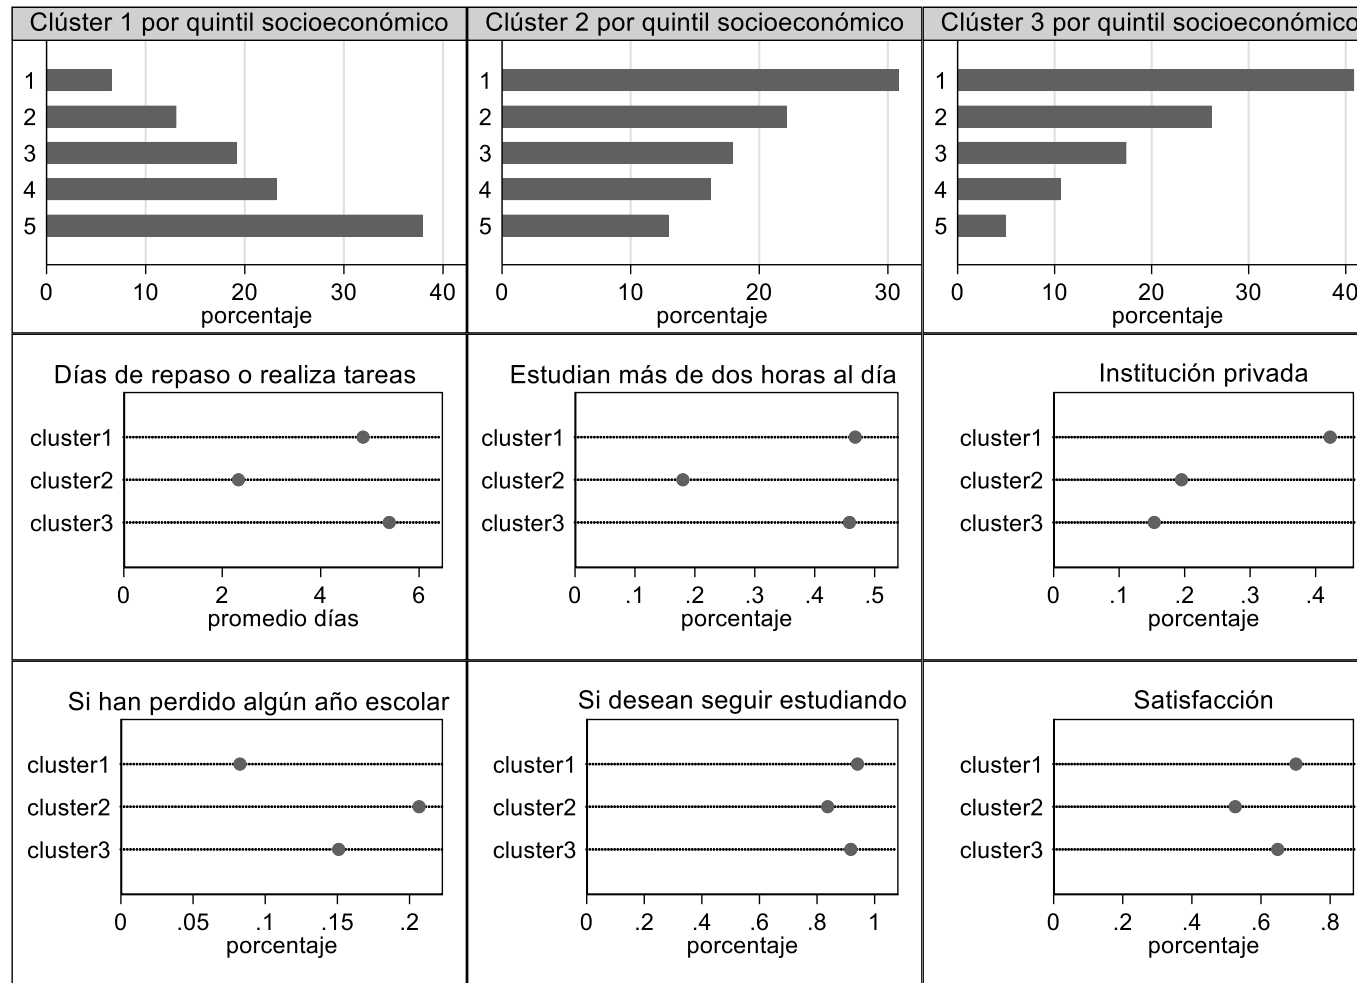 Clúster 1 por quintil socioeconómico
1
2
3
4
5
0 10 20 30 40
porcentaje
Clúster 2 por quintil socioeconómico
1
2
3
4
5
0 10 20 30
porcentaje
Clúster 3 por quintil socioeconómico
1
2
3
4
5
0 10 20 30 40
porcentaje
Días de repaso o realiza tareas
cluster1
cluster2
cluster3
0 2 4 6
promedio días
Estudian más de dos horas al día
cluster1
cluster2
cluster3
0 .1 .2 .3 .4 .5
porcentaje
Institución privada
cluster1
cluster2
cluster3
0 .1 .2 .3 .4
porcentaje
Si han perdido algún año escolar
cluster1
cluster2
cluster3
0 .05 .1 .15 .2
porcentaje
Si desean seguir estudiando
cluster1
cluster2
cluster3
0 .2 .4 .6 .8 1
porcentaje
Satisfacción
cluster1
cluster2
cluster3
0 .2 .4 .6 .8
porcentaje